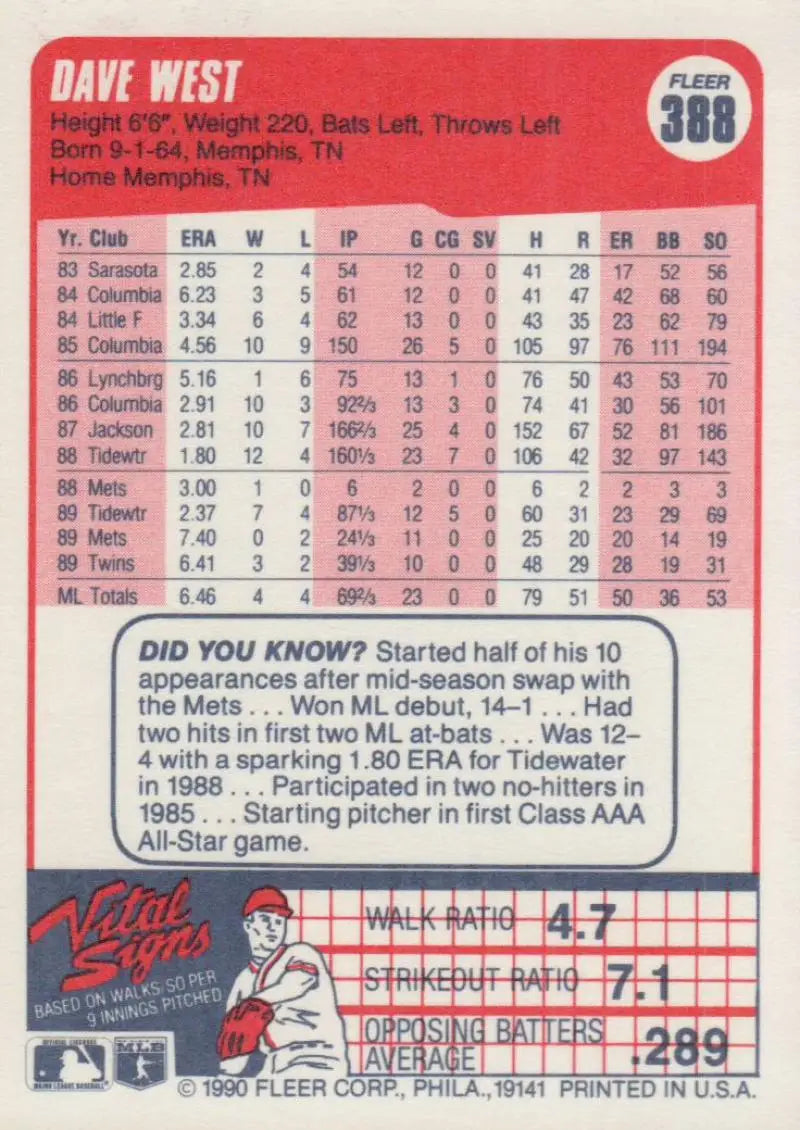 DAVE WEST
FLEER
388
Height 6'6", Weight 220, Bats Left, Throws Left
Born 9-1-64, Memphis, TN
Home Memphis, TN
Yr. Club ERA W L IP G CG SV H R ER BB SO
83 Sarasota 2.85 2 4 54 12 0 0 41 28 17 52 56
84 Columbia 6.23 3 5 61 12 0 0 41 47 42 68 60
84 Little F 3.34 6 4 62 13 0 0 43 35 23 62 79
85 Columbia 4.56 10 9 150 26 5 0 105 97 76 111 194
86 Lynchbrg 5.16 1 6 75 13 1 0 76 50 43 53 70
86 Columbia 2.91 10 3 92⅔ 13 3 0 74 41 30 56 101
87 Jackson 2.81 10 7 166⅔ 25 4 0 152 67 52 81 186
88 Tidewtr 1.80 12 4 160⅓ 23 7 0 106 42 32 97 143
88 Mets 3.00 1 0 6 2 0 0 6 2 2 3 3
89 Tidewtr 2.37 7 4 87⅓ 12 5 0 60 31 23 29 69
89 Mets 7.40 0 2 24⅓ 11 0 0 25 20 20 14 19
89 Twins 6.41 3 2 39⅓ 10 0 0 48 29 28 19 31
ML Totals 6.46 4 4 69⅔ 23 0 0 79 51 50 36 53
DID YOU KNOW? Started half of his 10
appearances after mid-season swap with
the Mets . . . Won ML debut, 14–1 . . . Had
two hits in first two ML at-bats . . . Was 12–
4 with a sparking 1.80 ERA for Tidewater
in 1988 . . . Participated in two no-hitters in
1985 . . . Starting pitcher in first Class AAA
All-Star game.
Vital
Signs
BASED ON WALKS/SO PER
9 INNINGS PITCHED
WALK RATIO 4.7
STRIKEOUT RATIO 7.1
OPPOSING BATTERS
AVERAGE .289
OFFICIAL LICENSEE
MAJOR LEAGUE BASEBALL
MLB
© 1990 FLEER CORP., PHILA., 19141 PRINTED IN U.S.A.